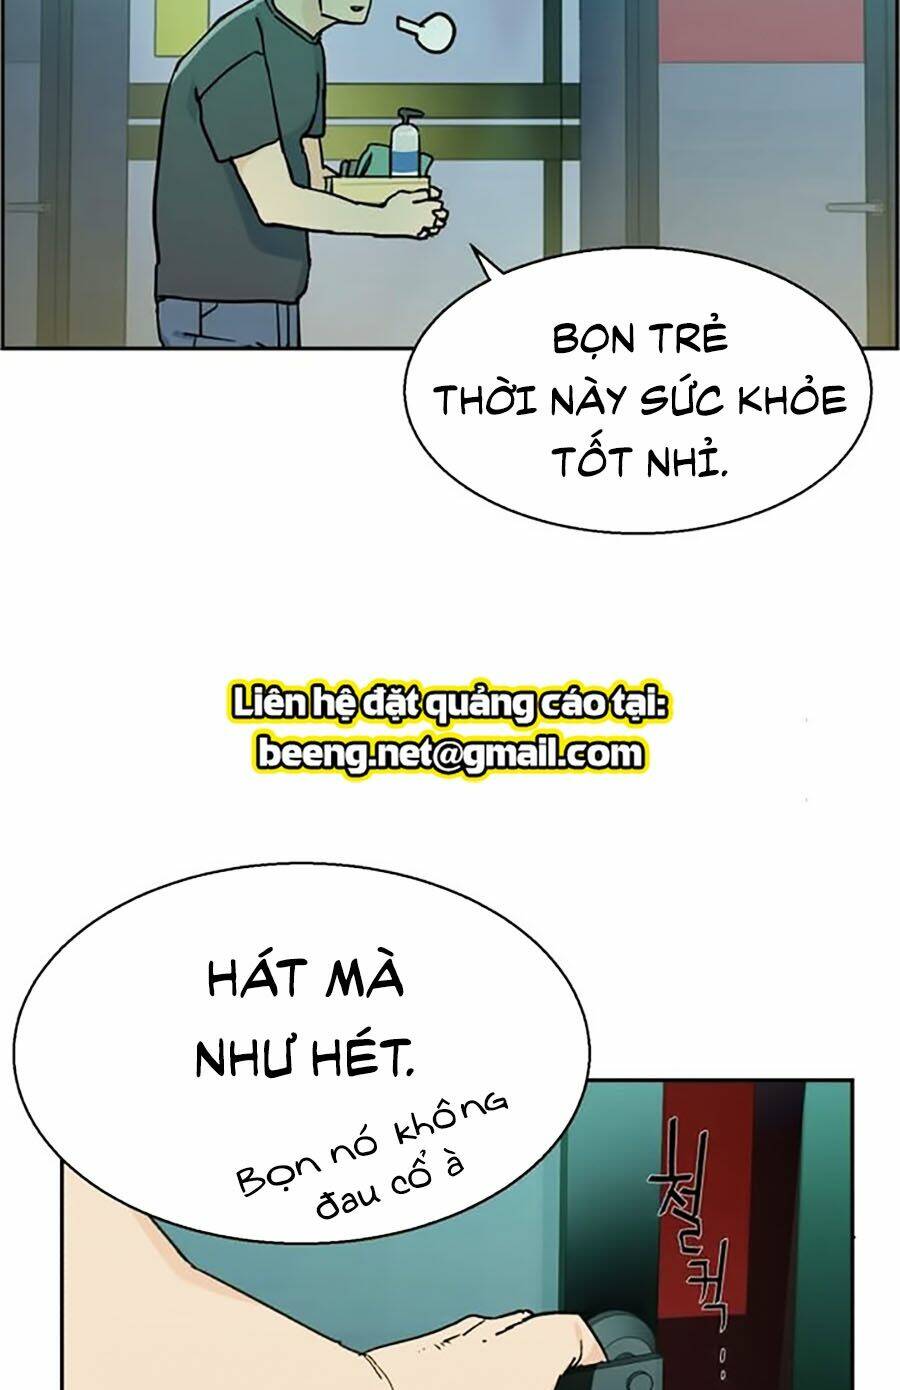 BỌN TRẺ
THỜI NÀY SỨC KHỎE
TỐT NHỈ.
Liên hệ đặt quảng cáo tại:
beeng.net@gmail.com
HÁT MÀ
NHƯ HÉT.
Bọn nó không
đau cổ à
철컥...